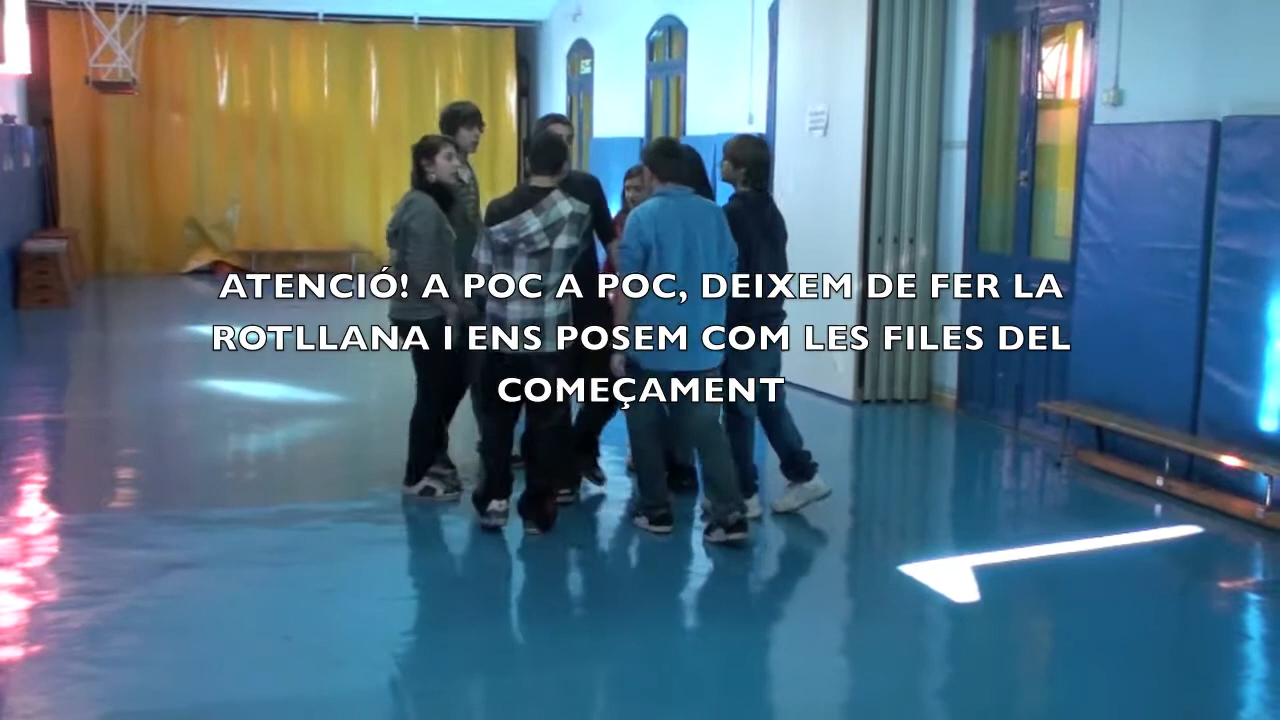 ATENCIÓ! A POC A POC, DEIXEM DE FER LA
ROTLLANA I ENS POSEM COM LES FILES DEL
COMEÇAMENT